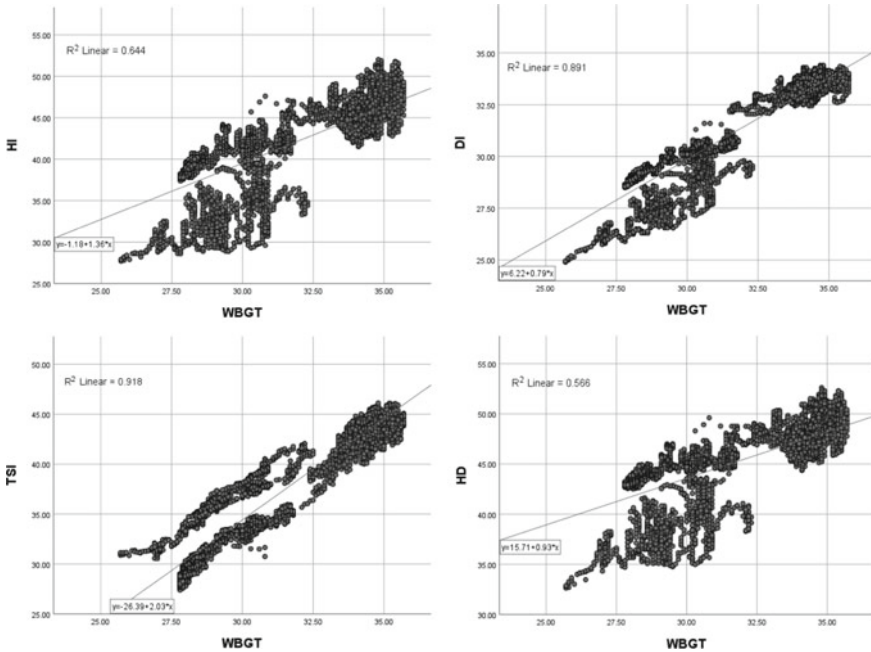 R2 Linear = 0.644
HI
50.00
45.00
40.00
35.00
30.00
25.00
y=-1.18+1.36*x
25.00 27.50 30.00 32.50 35.00
WBGT
R2 Linear = 0.891
DI
35.00
32.50
30.00
27.50
25.00
y=6.22+0.79*x
25.00 27.50 30.00 32.50 35.00
WBGT
R2 Linear = 0.918
TSI
50.00
45.00
40.00
35.00
30.00
25.00
y=-26.39+2.03*x
25.00 27.50 30.00 32.50 35.00
WBGT
R2 Linear = 0.566
HD
55.00
50.00
45.00
40.00
35.00
30.00
y=15.71+0.93*x
25.00 27.50 30.00 32.50 35.00
WBGT